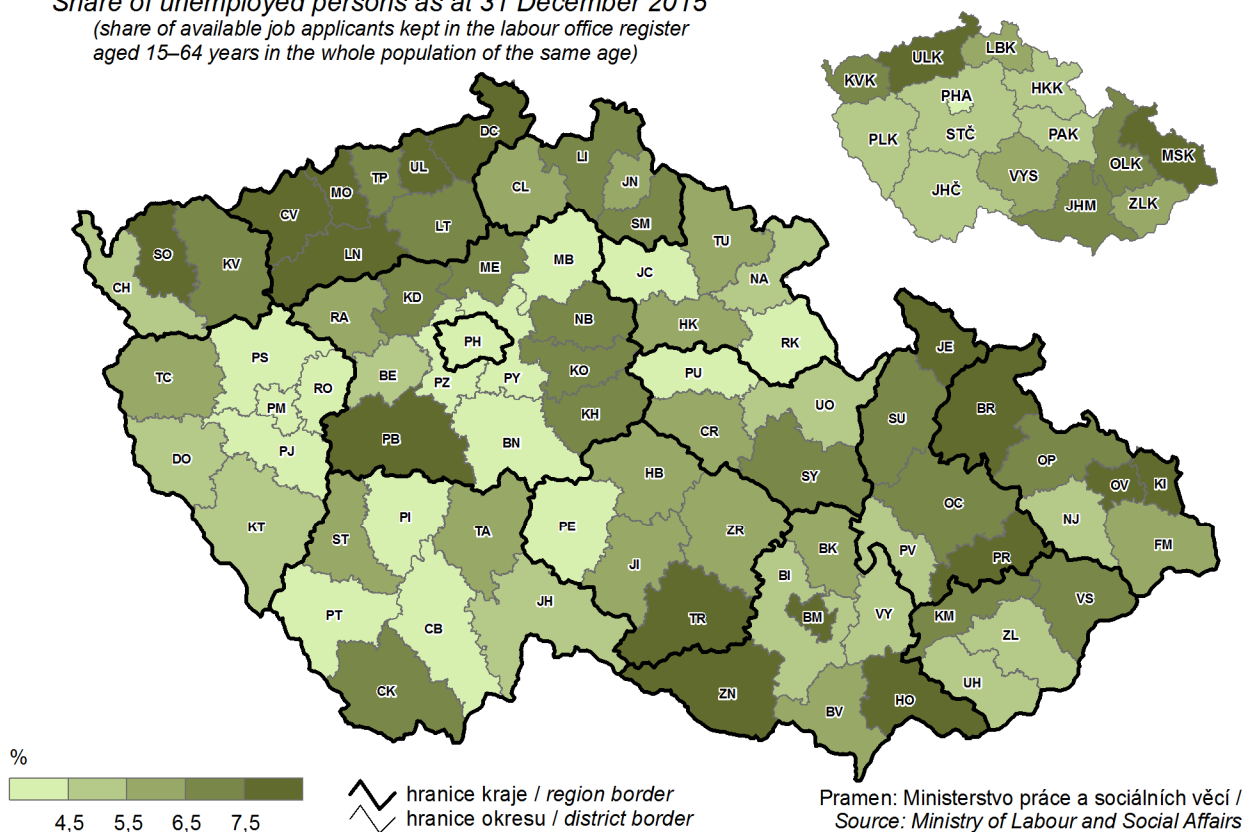 Share of unemployed persons as at 31 December 2015
(share of available job applicants kept in the labour office register
aged 15–64 years in the whole population of the same age)
LBK
ULK
KVK
HKK
PHA
PAK
STČ
PLK
MSK
OLK
VYS
JHČ
ZLK
JHM
DC
LI
UL
TP
JN
CL
MO
CV
LT
SM
TU
LN
SO
KV
MB
ME
JC
NA
CH
KD
RA
NB
HK
PH
RK
JE
PS
KO
PU
TC
BE
PZ
PY
RO
UO
PM
BR
KH
SU
CR
PB
BN
PJ
DO
OP
HB
SY
OV
KI
OC
PI
NJ
KT
PE
TA
ZR
ST
FM
BK
PV
PR
JI
BI
VS
JH
PT
VY
KM
TR
BM
CB
ZL
UH
CK
ZN
HO
BV
%
4,5 5,5 6,5 7,5
hranice kraje / region border
hranice okresu / district border
Pramen: Ministerstvo práce a sociálních věcí /
Source: Ministry of Labour and Social Affairs